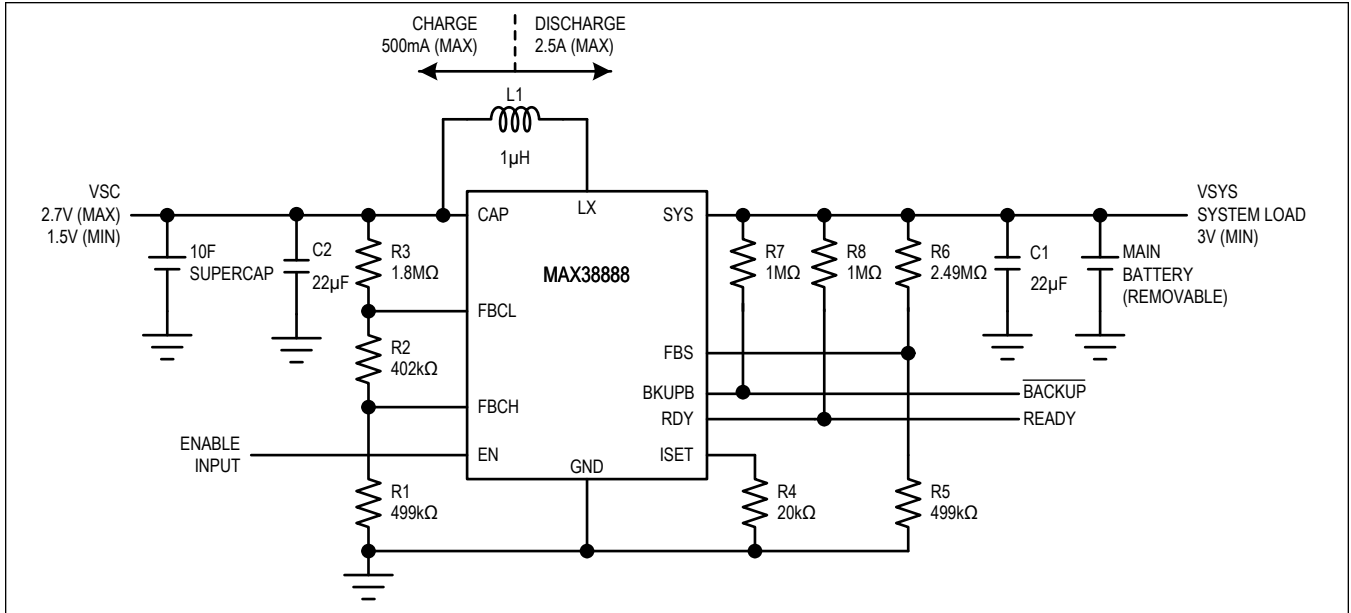 CHARGE
500mA (MAX)
DISCHARGE
2.5A (MAX)
L1
1µH
VSC
2.7V (MAX)
1.5V (MIN)
10F
SUPERCAP
C2
22µF
R3
1.8MΩ
R2
402kΩ
R1
499kΩ
ENABLE
INPUT
CAP
LX
SYS
MAX38888
FBCL
FBS
BKUPB
FBCH
RDY
EN
GND
ISET
R7
1MΩ
R8
1MΩ
R6
2.49MΩ
C1
22µF
MAIN
BATTERY
(REMOVABLE)
VSYS
SYSTEM LOAD
3V (MIN)
BACKUP
READY
R4
20kΩ
R5
499kΩ